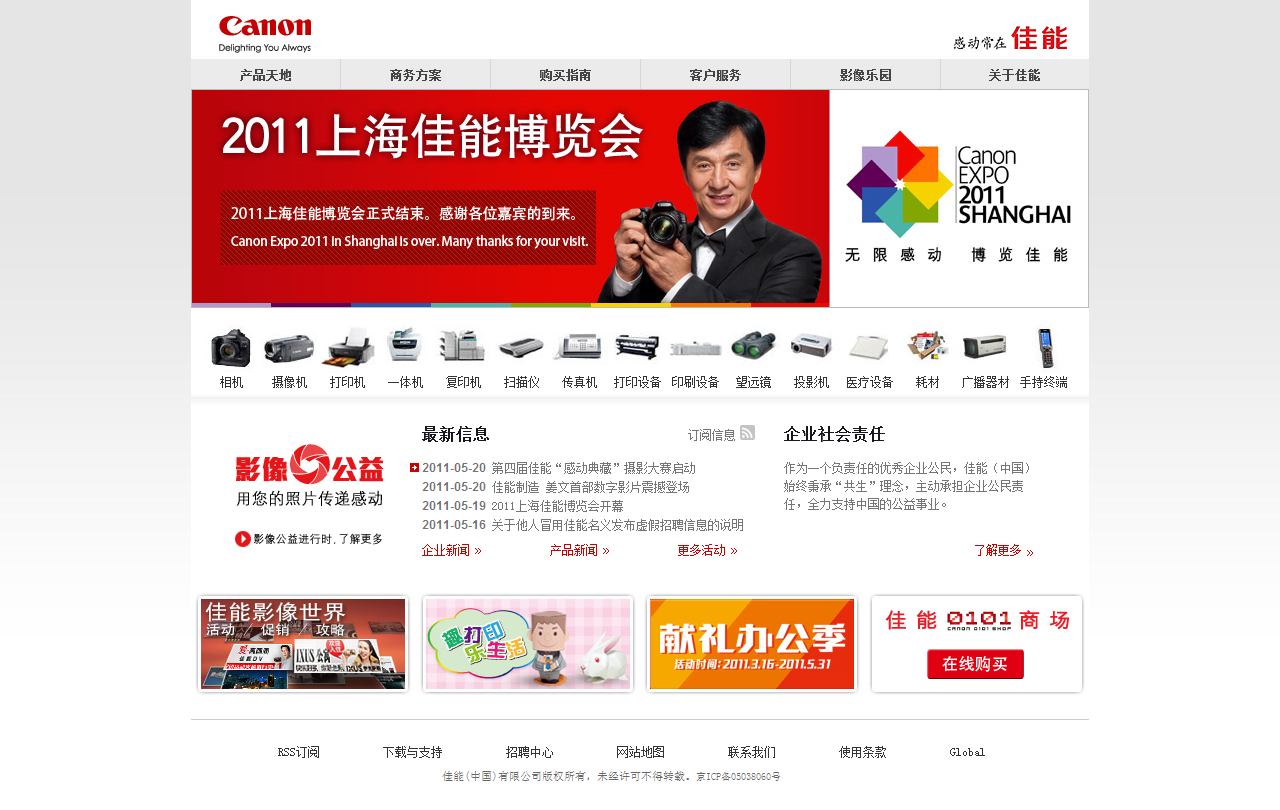 Canon
Delighting You Always
感动常在 佳能
产品天地
商务方案
购买指南
客户服务
影像乐园
关于佳能
2011上海佳能博览会
2011上海佳能博览会正式结束。感谢各位嘉宾的到来。
Canon Expo 2011 in Shanghai is over. Many thanks for your visit.
Canon
EXPO
2011
SHANGHAI
无限感动 博览佳能
相机
摄像机
打印机
一体机
复印机
扫描仪
传真机
打印设备
印刷设备
望远镜
投影机
医疗设备
耗材
广播器材
手持终端
影像公益
用您的照片传递感动
影像公益进行时,了解更多
最新信息
订阅信息
2011-05-20 第四届佳能“感动典藏”摄影大赛启动
2011-05-20 佳能制造 姜文首部数字影片震撼登场
2011-05-19 2011上海佳能博览会开幕
2011-05-16 关于他人冒用佳能名义发布虚假招聘信息的说明
企业新闻 »
产品新闻 »
更多活动 »
企业社会责任
作为一个负责任的优秀企业公民，佳能（中国）
始终秉承“共生”理念，主动承担企业公民责
任，全力支持中国的公益事业。
了解更多 »
佳能影像世界
活动 / 促销 / 攻略
IXUS 公寓
趣打印
乐生活
献礼办公季
活动时间:2011.3.16-2011.5.31
佳能 0101 商场
CANON 0101 SHOP
在线购买
RSS订阅
下载与支持
招聘中心
网站地图
联系我们
使用条款
Global
佳能(中国)有限公司版权所有，未经许可不得转载。京ICP备05038060号